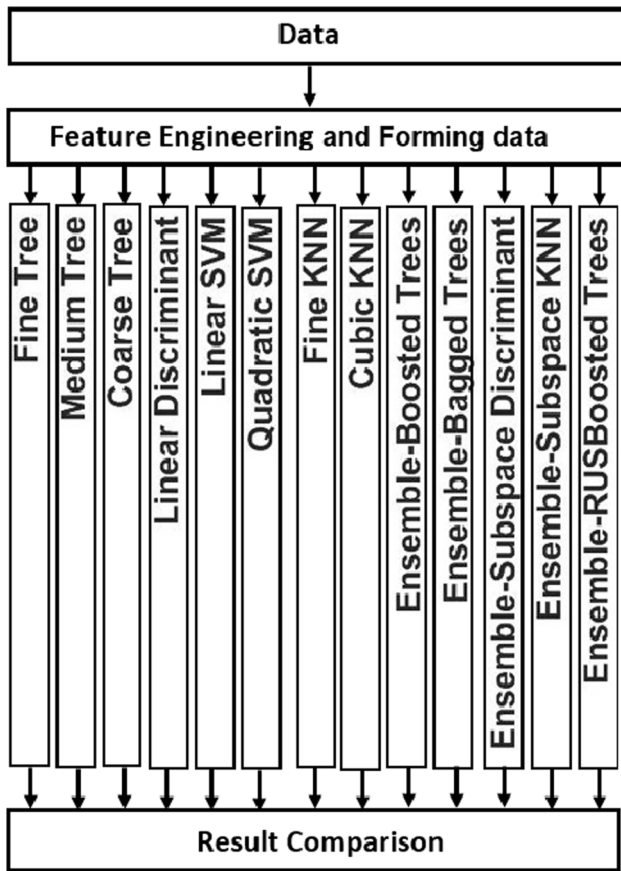 Data
Feature Engineering and Forming data
Fine Tree
Medium Tree
Coarse Tree
Linear Discriminant
Linear SVM
Quadratic SVM
Fine KNN
Cubic KNN
Ensemble-Boosted Trees
Ensemble-Bagged Trees
Ensemble-Subspace Discriminant
Ensemble-Subspace KNN
Ensemble-RUSBoosted Trees
Result Comparison